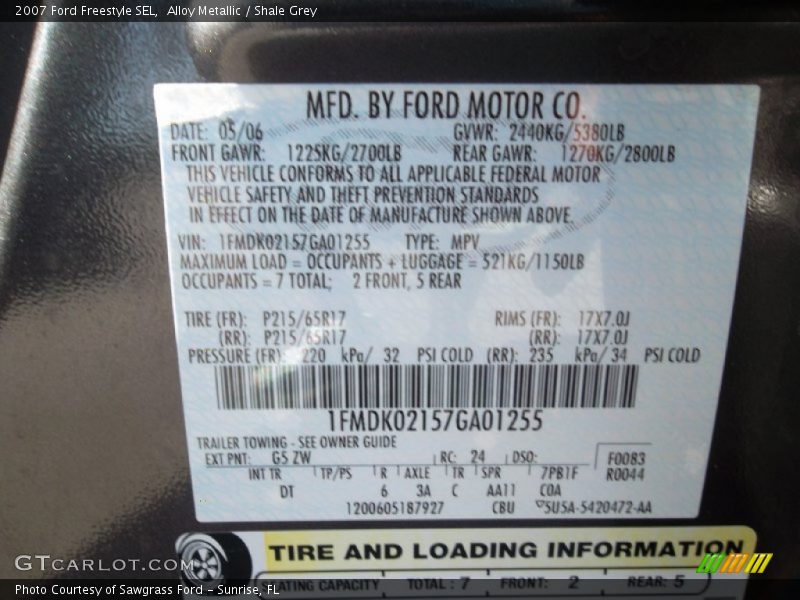 2007 Ford Freestyle SEL,  Alloy Metallic / Shale Grey
MFD. BY FORD MOTOR CO.
DATE: 05/06 GVWR: 2440KG/5380LB
FRONT GAWR: 1225KG/2700LB REAR GAWR: 1270KG/2800LB
THIS VEHICLE CONFORMS TO ALL APPLICABLE FEDERAL MOTOR
VEHICLE SAFETY AND THEFT PREVENTION STANDARDS
IN EFFECT ON THE DATE OF MANUFACTURE SHOWN ABOVE.
VIN: 1FMDK02157GA01255 TYPE: MPV
MAXIMUM LOAD = OCCUPANTS + LUGGAGE = 521KG/1150LB
OCCUPANTS = 7 TOTAL; 2 FRONT, 5 REAR
TIRE (FR): P215/65R17 RIMS (FR): 17X7.0J
(RR): P215/65R17 (RR): 17X7.0J
PRESSURE (FR): 220 kPa/ 32 PSI COLD (RR): 235 kPa/ 34 PSI COLD
1FMDK02157GA01255
TRAILER TOWING - SEE OWNER GUIDE
EXT PNT: G5 ZW RC: 24 DSO: F0083
INT TR TP/PS R AXLE TR SPR 7PB1F R0044
DT 6 3A C AA11 C0A
1200605187927 CBU 5U5A-5420472-AA
TIRE AND LOADING INFORMATION
SEATING CAPACITY TOTAL: 7 FRONT: 2 REAR: 5
GTCARLOT.COM
Photo Courtesy of Sawgrass Ford - Sunrise, FL